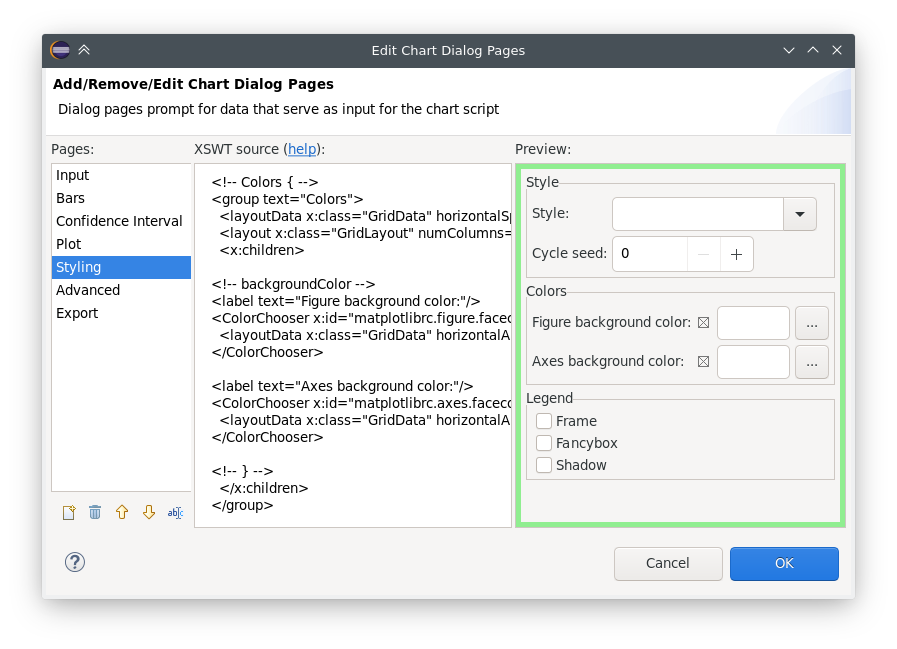 Edit Chart Dialog Pages
Add/Remove/Edit Chart Dialog Pages
Dialog pages prompt for data that serve as input for the chart script
Pages:
Input
Bars
Confidence Interval
Plot
Styling
Advanced
Export
XSWT source (help):
<!-- Colors { -->
<group text="Colors">
<layoutData x:class="GridData" horizontalSp
<layout x:class="GridLayout" numColumns=
<x:children>
<!-- backgroundColor -->
<label text="Figure background color:"/>
<ColorChooser x:id="matplotlibrc.figure.facec
<layoutData x:class="GridData" horizontalA
</ColorChooser>
<label text="Axes background color:"/>
<ColorChooser x:id="matplotlibrc.axes.faceco
<layoutData x:class="GridData" horizontalA
</ColorChooser>
<!-- } -->
</x:children>
</group>
Preview:
Style
Style:
Cycle seed: 0 − +
Colors
Figure background color: ...
Axes background color: ...
Legend
Frame
Fancybox
Shadow
ab
?
Cancel
OK